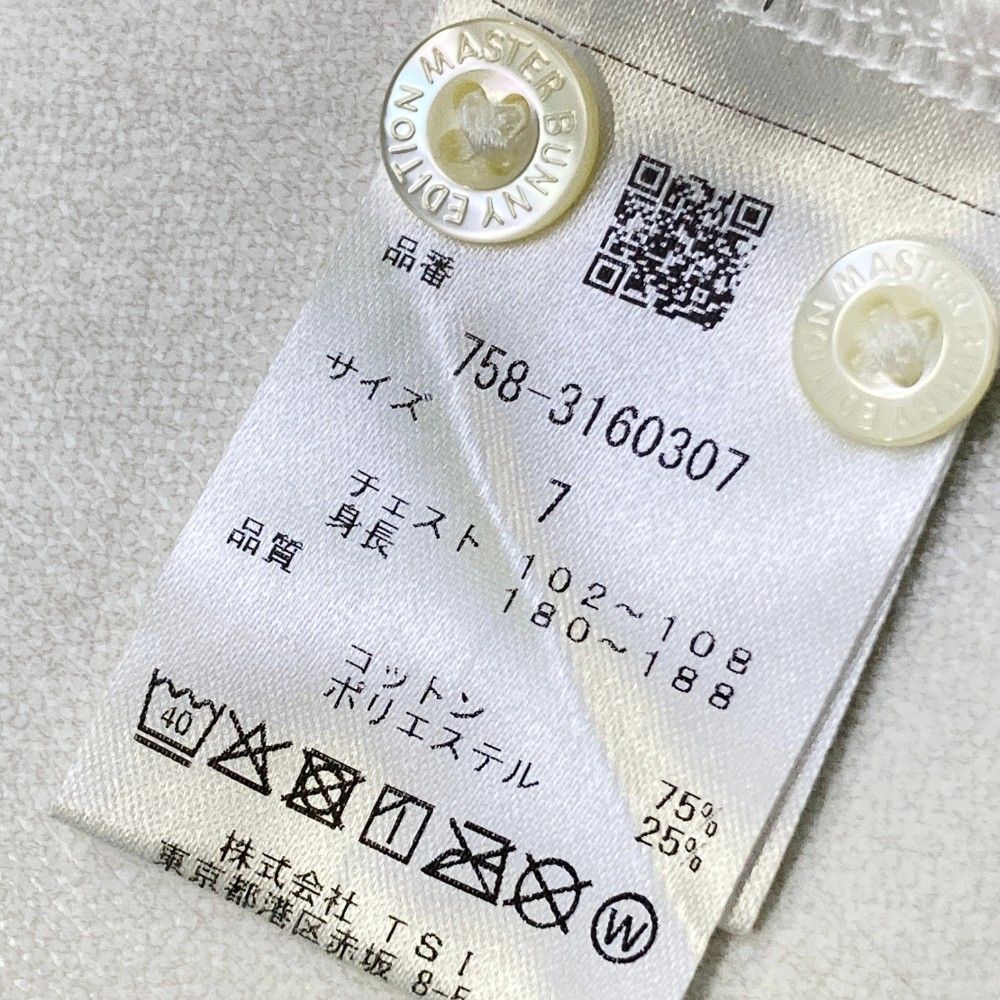 MASTER BUNNY EDITION
MASTER BUNNY EDITION
品番
758-3160307
サイズ
7
チェスト 102~108
身長 180~188
品質
コットン 75%
ポリエステル 25%
40
W
株式会社 TSI
東京都港区赤坂 8-5